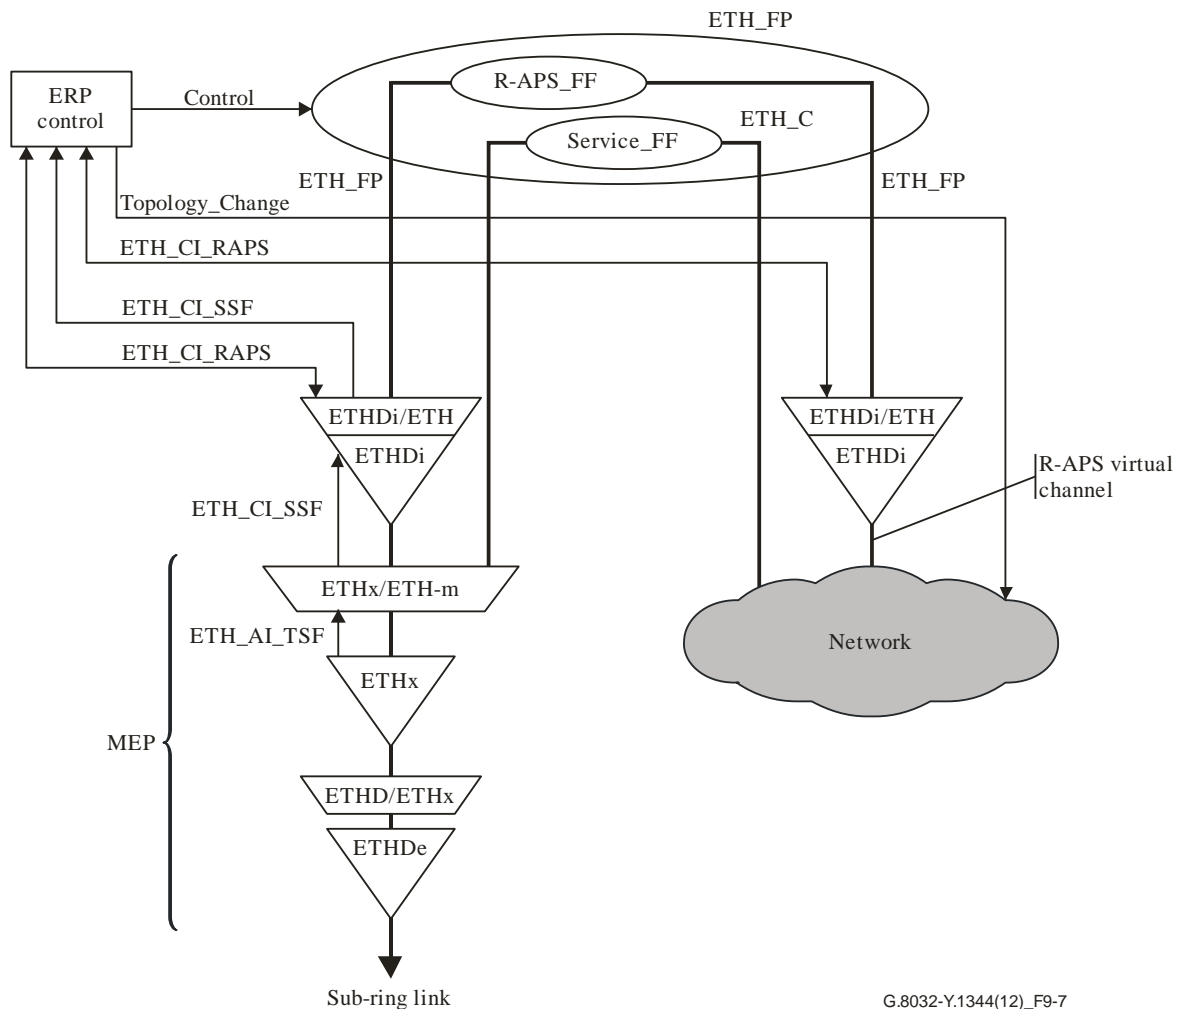 ETH_FP
R-APS_FF
ERP
control
Control
ETH_C
Service_FF
ETH_FP
ETH_FP
Topology_Change
ETH_CI_RAPS
ETH_CI_SSF
ETH_CI_RAPS
ETHDi/ETH
ETHDi/ETH
ETHDi
ETHDi
R-APS virtual
channel
ETH_CI_SSF
ETHx/ETH-m
ETH_AI_TSF
Network
ETHx
MEP
ETHD/ETHx
ETHDe
Sub-ring link
G.8032-Y.1344(12)_F9-7